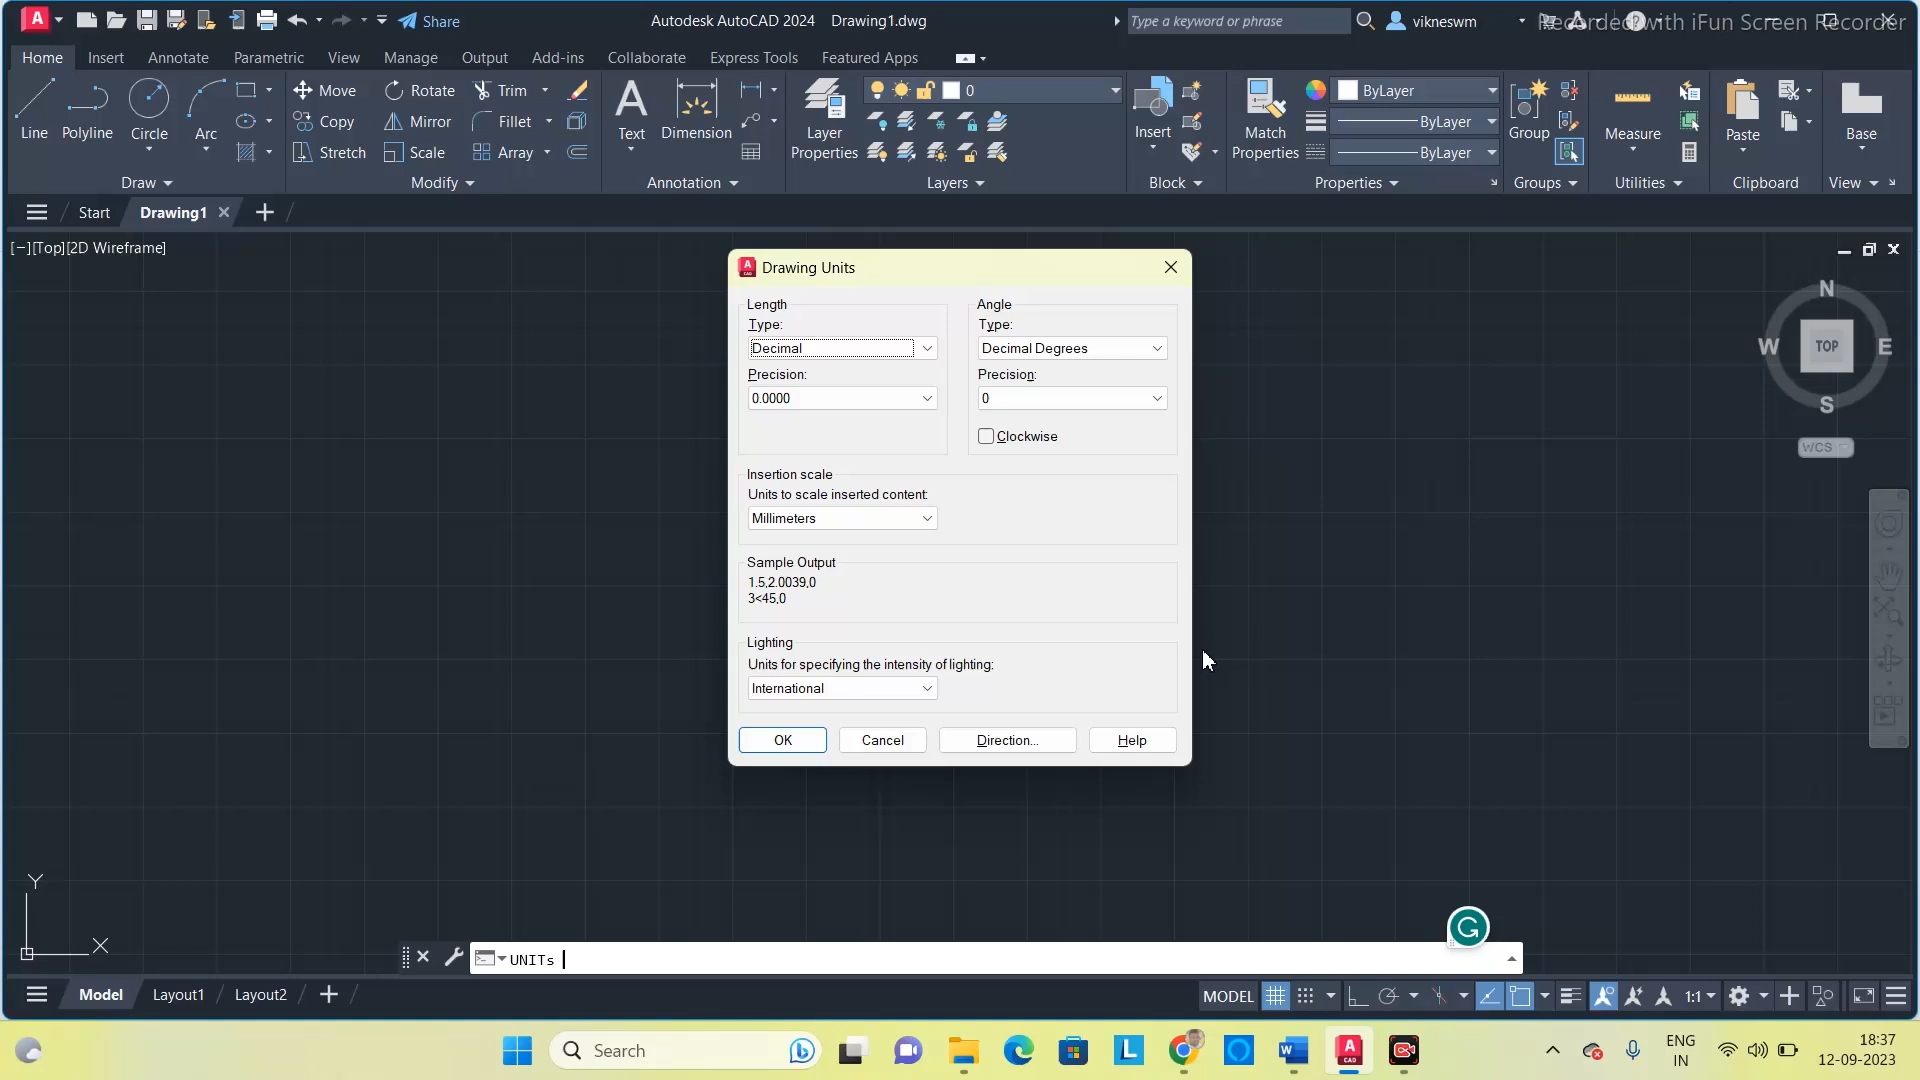 Share
Autodesk AutoCAD 2024 Drawing1.dwg
Type a keyword or phrase
vikneswm
Recorded with iFun Screen Recorder
Home Insert Annotate Parametric View Manage Output Add-ins Collaborate Express Tools Featured Apps
Line Polyline Circle Arc
Move Rotate Trim
Copy Mirror Fillet
Stretch Scale Array
Text Dimension
Layer Properties
0
Insert
Match Properties
ByLayer
ByLayer
ByLayer
Group
Measure
Paste
Base
Draw Modify Annotation Layers Block Properties Groups Utilities Clipboard View
Start Drawing1
[−][Top][2D Wireframe]
Drawing Units
Length
Type:
Decimal
Precision:
0.0000
Angle
Type:
Decimal Degrees
Precision:
0
Clockwise
Insertion scale
Units to scale inserted content:
Millimeters
Sample Output
1.5,2.0039,0
3<45,0
Lighting
Units for specifying the intensity of lighting:
International
OK Cancel Direction... Help
N
W TOP E
S
WCS
Y
X
UNITs
Model Layout1 Layout2
MODEL
1:1
Search
ENG
IN
18:37
12-09-2023